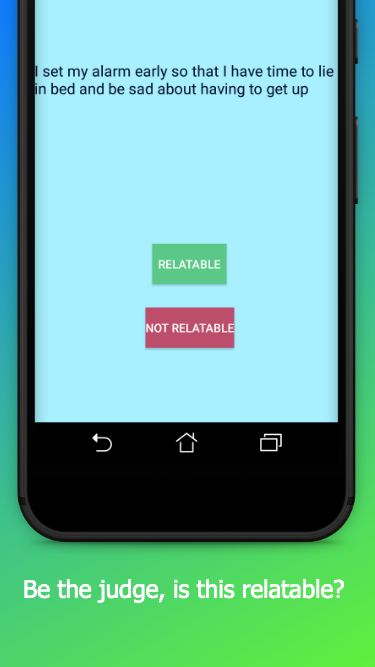 I set my alarm early so that I have time to lie
in bed and be sad about having to get up
RELATABLE
NOT RELATABLE
Be the judge, is this relatable?